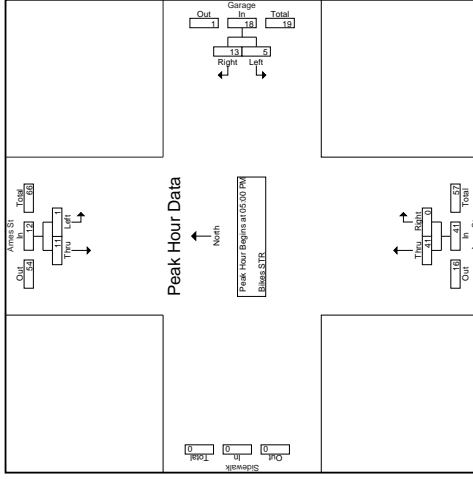 Garage
Out In Total
1 18 19
13 5
Right Left
Ames St
Out In Total
54 12 66
11 1
Thru Left
Peak Hour Data
North
Peak Hour Begins at 05:00 PM
Bikes STR
Thru Right
41 0
16 41 57
Out In Total
0 0 0
Total In Out
Sidewalk